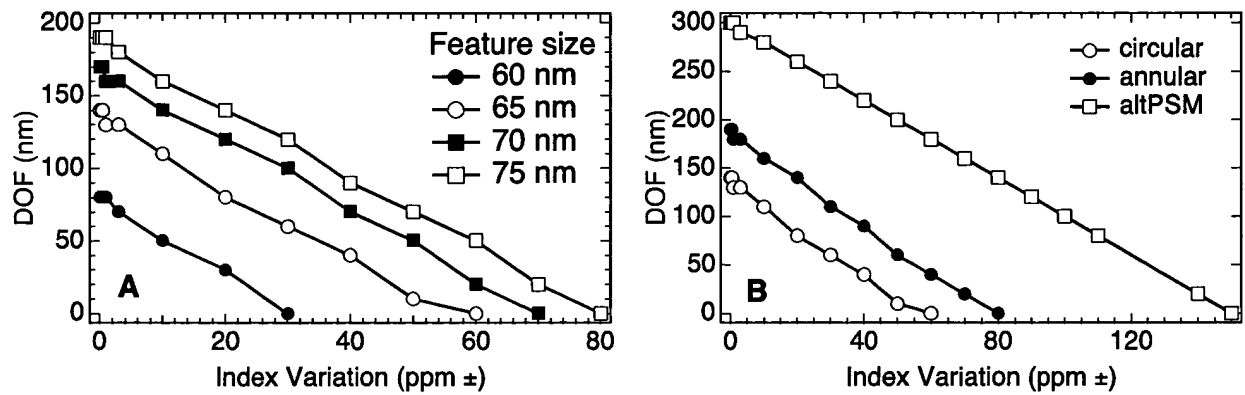 200
150
100
50
0
DOF (nm)
Feature size
60 nm
65 nm
70 nm
75 nm
A
0 20 40 60 80
Index Variation (ppm ±)
300
250
200
150
100
50
0
DOF (nm)
circular
annular
altPSM
B
0 40 80 120
Index Variation (ppm ±)